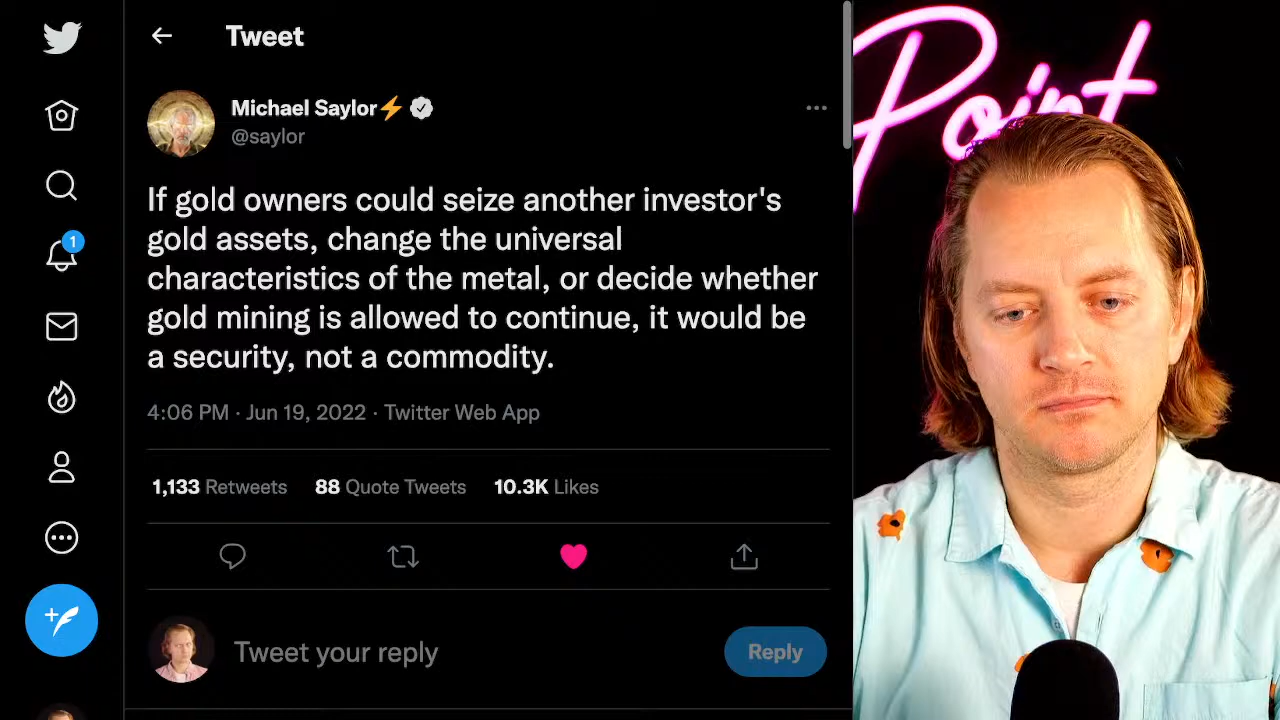 Tweet
Michael Saylor⚡
@saylor
If gold owners could seize another investor's
gold assets, change the universal
characteristics of the metal, or decide whether
gold mining is allowed to continue, it would be
a security, not a commodity.
4:06 PM · Jun 19, 2022 · Twitter Web App
1,133 Retweets 88 Quote Tweets 10.3K Likes
Tweet your reply
Reply
1
Point